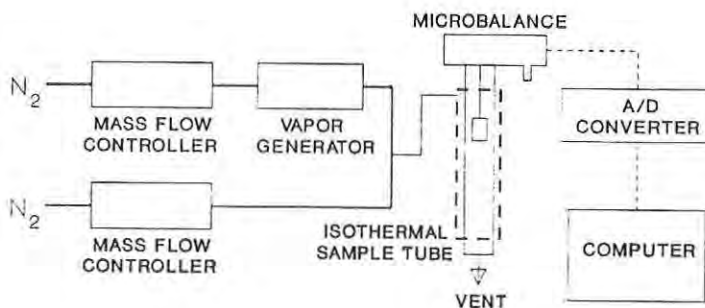 MICROBALANCE
N2
MASS FLOW
CONTROLLER
VAPOR
GENERATOR
A/D
CONVERTER
N2
MASS FLOW
CONTROLLER
ISOTHERMAL
SAMPLE TUBE
COMPUTER
VENT